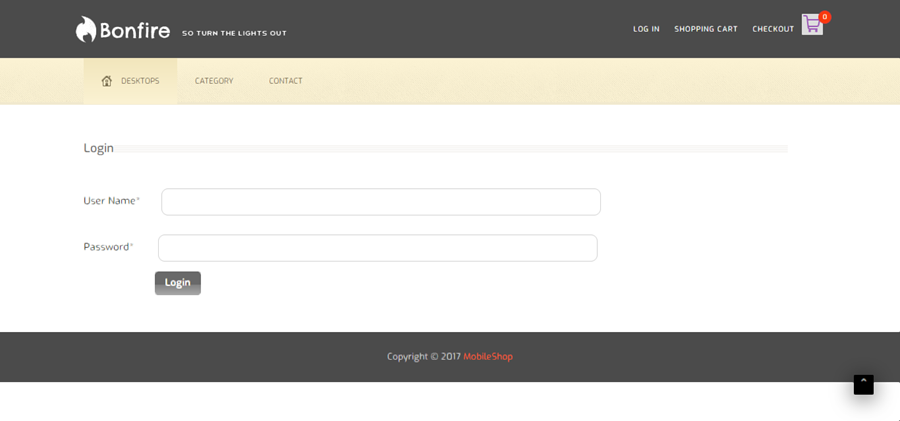 Bonfire SO TURN THE LIGHTS OUT LOG IN SHOPPING CART CHECKOUT 0
DESKTOPS CATEGORY CONTACT
Login
User Name*
Password*
Login
Copyright © 2017 MobileShop